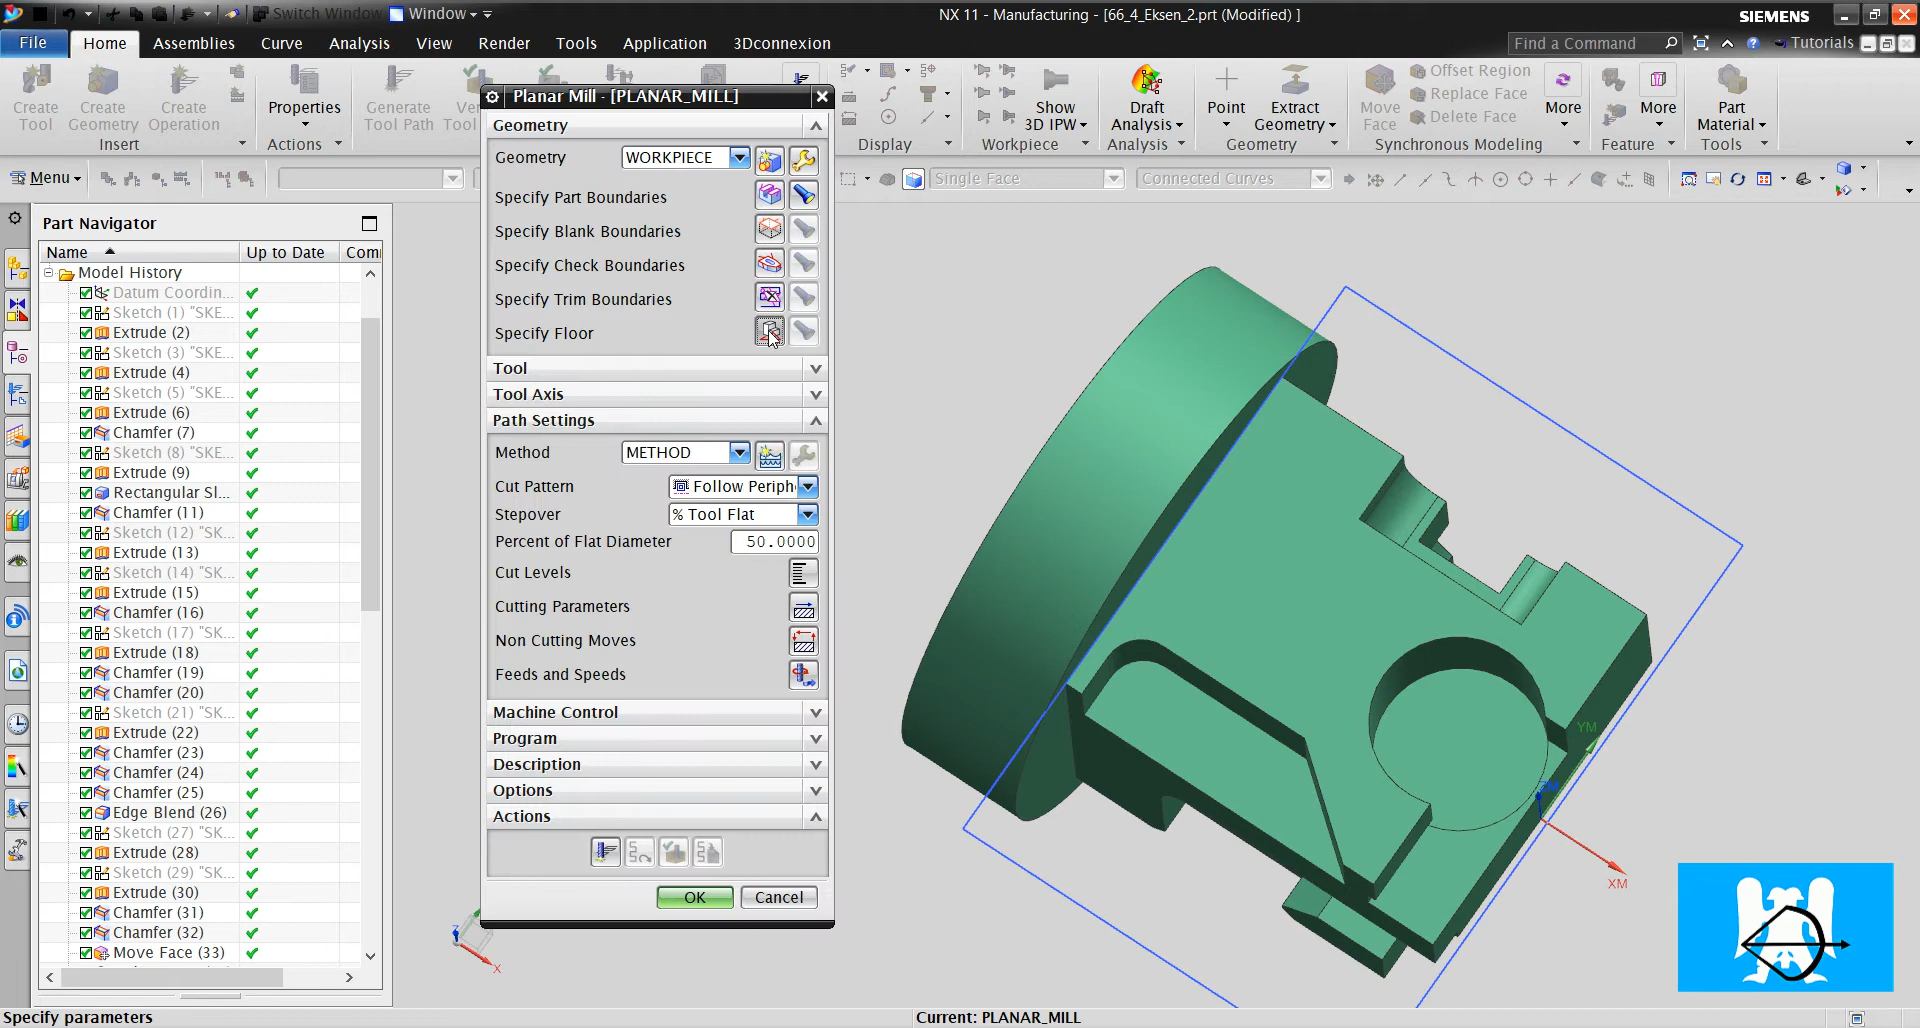 Switch Window
Window
NX 11 - Manufacturing - [66_4_Eksen_2.prt (Modified) ]
SIEMENS
File
Home
Assemblies
Curve
Analysis
View
Render
Tools
Application
3Dconnexion
Find a Command
Tutorials
Create Tool
Create Geometry
Create Operation
Insert
Properties
Actions
Generate Tool Path
Tool
Display
Show 3D IPW
Workpiece
Draft Analysis
Analysis
Point
Extract Geometry
Geometry
Move Face
Offset Region
Replace Face
Delete Face
More
Synchronous Modeling
More
Feature
Part Material
Tools
Menu
Single Face
Connected Curves
Part Navigator
Name
Up to Date
Com
Model History
Datum Coordin...
Sketch (1) "SKE...
Extrude (2)
Sketch (3) "SKE...
Extrude (4)
Sketch (5) "SKE...
Extrude (6)
Chamfer (7)
Sketch (8) "SKE...
Extrude (9)
Rectangular Sl...
Chamfer (11)
Sketch (12) "SK...
Extrude (13)
Sketch (14) "SK...
Extrude (15)
Chamfer (16)
Sketch (17) "SK...
Extrude (18)
Chamfer (19)
Chamfer (20)
Sketch (21) "SK...
Extrude (22)
Chamfer (23)
Chamfer (24)
Chamfer (25)
Edge Blend (26)
Sketch (27) "SK...
Extrude (28)
Sketch (29) "SK...
Extrude (30)
Chamfer (31)
Chamfer (32)
Move Face (33)
Planar Mill - [PLANAR_MILL]
Geometry
Geometry WORKPIECE
Specify Part Boundaries
Specify Blank Boundaries
Specify Check Boundaries
Specify Trim Boundaries
Specify Floor
Tool
Tool Axis
Path Settings
Method METHOD
Cut Pattern Follow Periph
Stepover % Tool Flat
Percent of Flat Diameter 50.0000
Cut Levels
Cutting Parameters
Non Cutting Moves
Feeds and Speeds
Machine Control
Program
Description
Options
Actions
OK
Cancel
YM
ZM
XM
Z
X
Specify parameters
Current: PLANAR_MILL